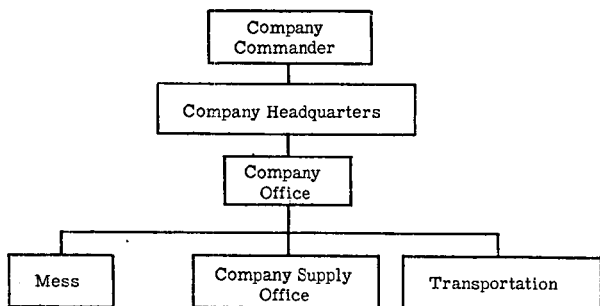 Company
Commander
Company Headquarters
Company
Office
Mess
Company Supply
Office
Transportation